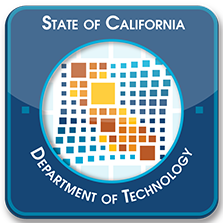 STATE OF CALIFORNIA
DEPARTMENT OF TECHNOLOGY